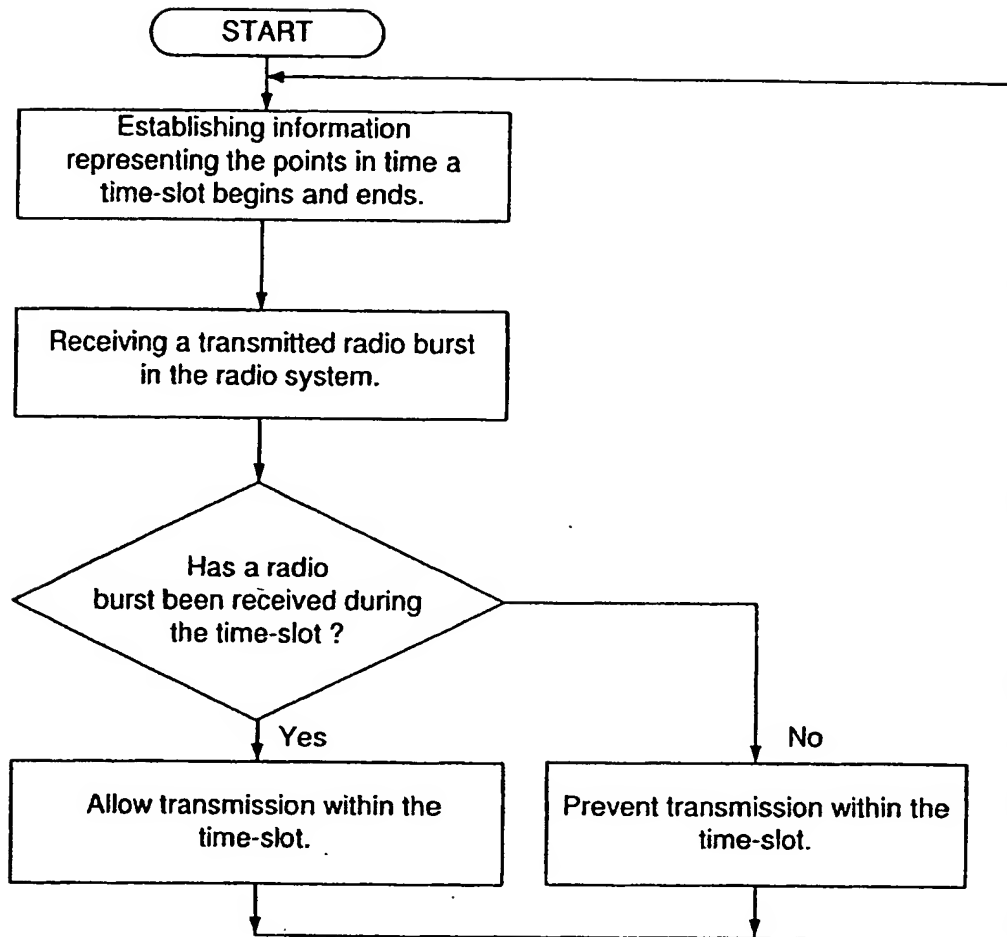 START
Establishing information
representing the points in time a
time-slot begins and ends.
Receiving a transmitted radio burst
in the radio system.
Has a radio
burst been received during
the time-slot ?
Yes
No
Allow transmission within the
time-slot.
Prevent transmission within the
time-slot.